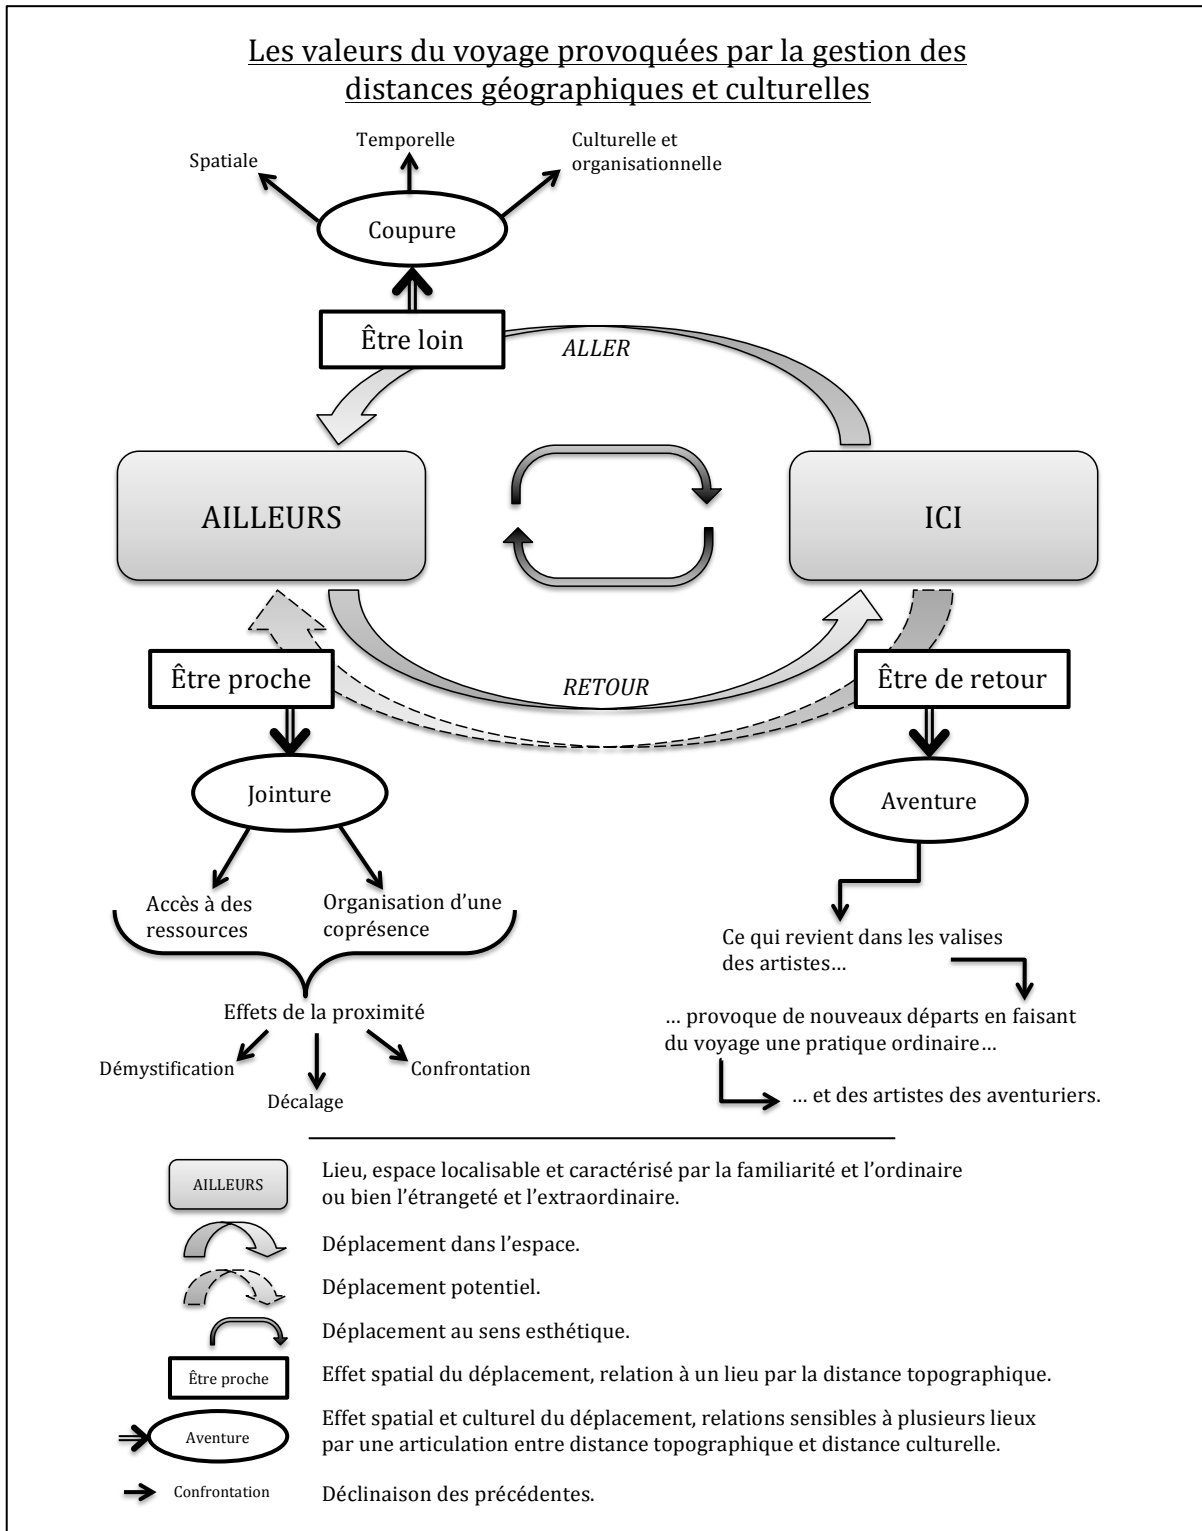 Les valeurs du voyage provoquées par la gestion des
distances géographiques et culturelles
Spatiale
Temporelle
Culturelle et
organisationnelle
Coupure
Être loin
ALLER
AILLEURS
ICI
Être proche
RETOUR
Être de retour
Jointure
Aventure
Accès à des
ressources
Organisation d'une
coprésence
Effets de la proximité
Démystification
Décalage
Confrontation
Ce qui revient dans les valises
des artistes…
… provoque de nouveaux départs en faisant
du voyage une pratique ordinaire…
… et des artistes des aventuriers.
AILLEURS
Lieu, espace localisable et caractérisé par la familiarité et l'ordinaire
ou bien l'étrangeté et l'extraordinaire.
Déplacement dans l'espace.
Déplacement potentiel.
Déplacement au sens esthétique.
Être proche
Effet spatial du déplacement, relation à un lieu par la distance topographique.
Aventure
Effet spatial et culturel du déplacement, relations sensibles à plusieurs lieux
par une articulation entre distance topographique et distance culturelle.
Confrontation
Déclinaison des précédentes.